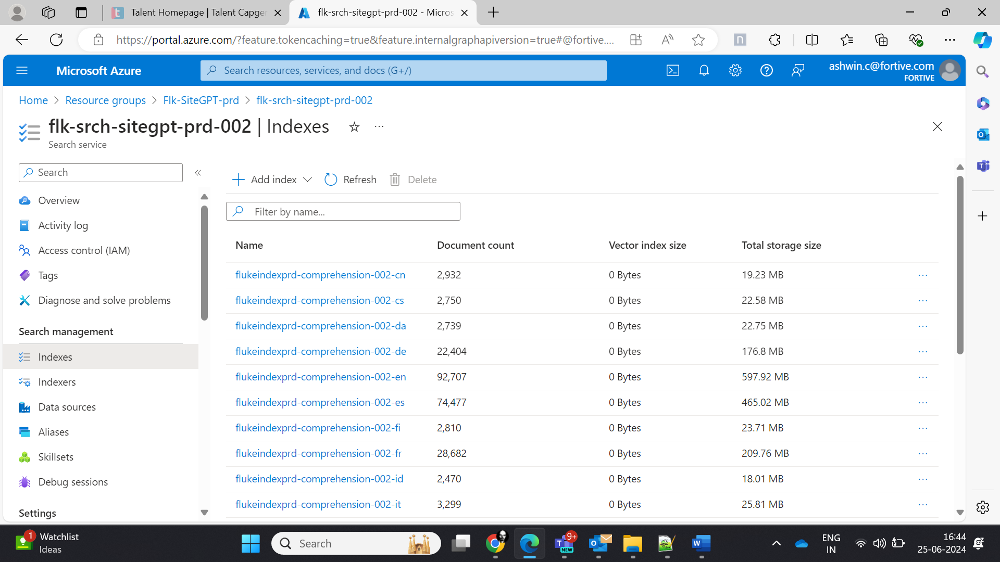 Talent Homepage | Talent Capger
flk-srch-sitegpt-prd-002 - Micros
https://portal.azure.com/?feature.tokencaching=true&feature.internalgraphapiversion=true#@fortive....
Microsoft Azure
Search resources, services, and docs (G+/)
ashwin.c@fortive.com
FORTIVE
Home > Resource groups > Flk-SiteGPT-prd > flk-srch-sitegpt-prd-002
flk-srch-sitegpt-prd-002 | Indexes
Search service
Search
Overview
Activity log
Access control (IAM)
Tags
Diagnose and solve problems
Search management
Indexes
Indexers
Data sources
Aliases
Skillsets
Debug sessions
Settings
Add index
Refresh
Delete
Filter by name...
Name Document count Vector index size Total storage size
flukeindexprd-comprehension-002-cn 2,932 0 Bytes 19.23 MB
flukeindexprd-comprehension-002-cs 2,750 0 Bytes 22.58 MB
flukeindexprd-comprehension-002-da 2,739 0 Bytes 22.75 MB
flukeindexprd-comprehension-002-de 22,404 0 Bytes 176.8 MB
flukeindexprd-comprehension-002-en 92,707 0 Bytes 597.92 MB
flukeindexprd-comprehension-002-es 74,477 0 Bytes 465.02 MB
flukeindexprd-comprehension-002-fi 2,810 0 Bytes 23.71 MB
flukeindexprd-comprehension-002-fr 28,682 0 Bytes 209.76 MB
flukeindexprd-comprehension-002-id 2,470 0 Bytes 18.01 MB
flukeindexprd-comprehension-002-it 3,299 0 Bytes 25.81 MB
1
Watchlist
Ideas
Search
9+
NEW
ENG
IN
16:44
25-06-2024